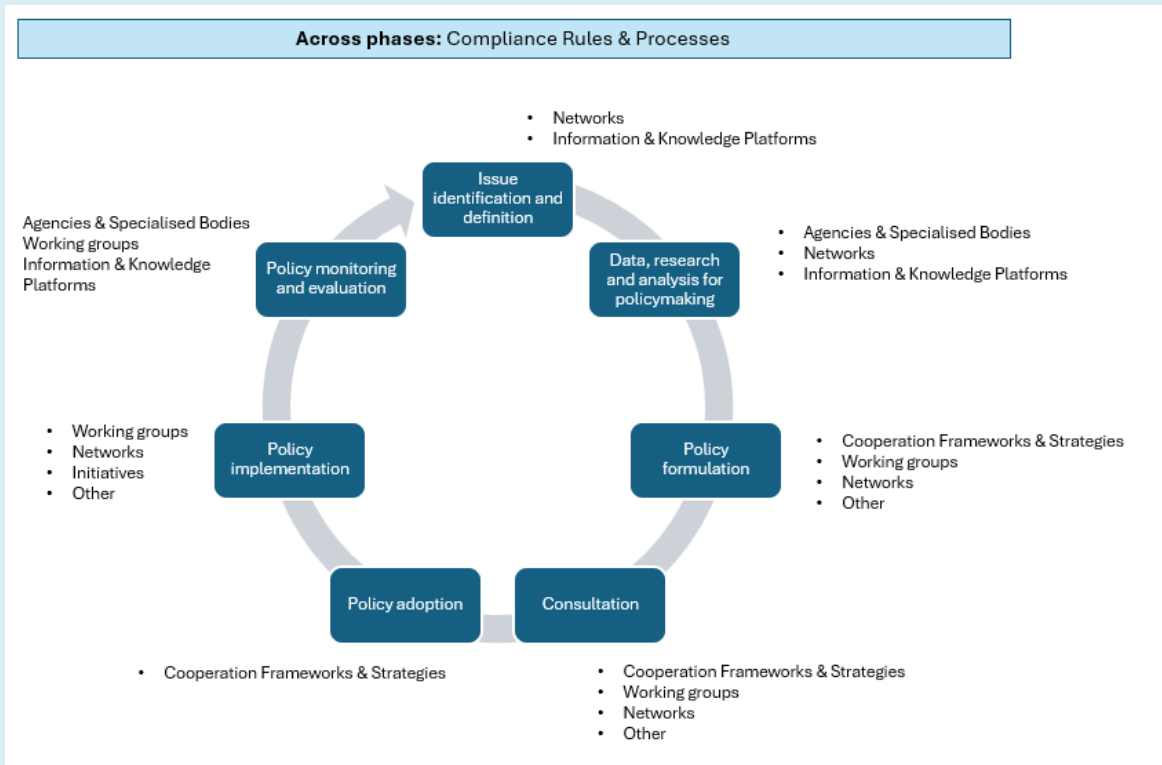 Across phases: Compliance Rules & Processes
• Networks
• Information & Knowledge Platforms
Issue
identification and
definition
• Agencies & Specialised Bodies
• Networks
• Information & Knowledge Platforms
Data, research
and analysis for
policymaking
• Cooperation Frameworks & Strategies
• Working groups
• Networks
• Other
Policy
formulation
Consultation
• Cooperation Frameworks & Strategies
• Working groups
• Networks
• Other
Policy adoption
• Cooperation Frameworks & Strategies
Policy
implementation
• Working groups
• Networks
• Initiatives
• Other
Policy monitoring
and evaluation
Agencies & Specialised Bodies
Working groups
Information & Knowledge
Platforms